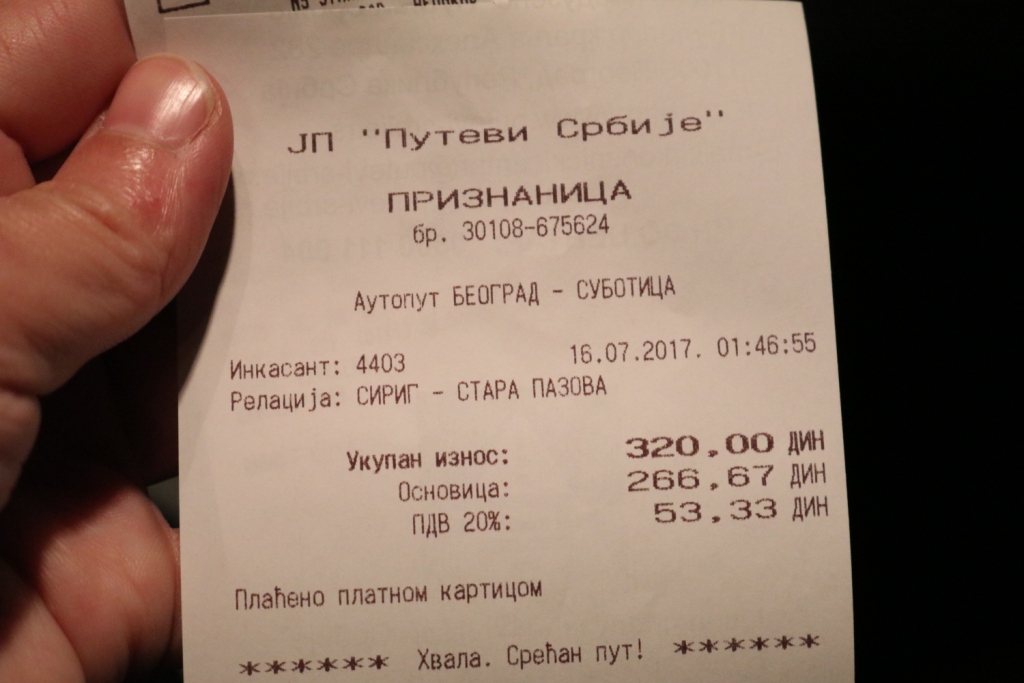 ЈП "Путеви Србије"
ПРИЗНАНИЦА
бр. 30108-675624
Аутопут БЕОГРАД - СУБОТИЦА
Инкасант: 4403 16.07.2017. 01:46:55
Релација: СИРИГ - СТАРА ПАЗОВА
Укупан износ: 320,00 ДИН
Основица: 266,67 ДИН
ПДВ 20%: 53,33 ДИН
Плаћено платном картицом
****** Хвала. Срећан пут! ******